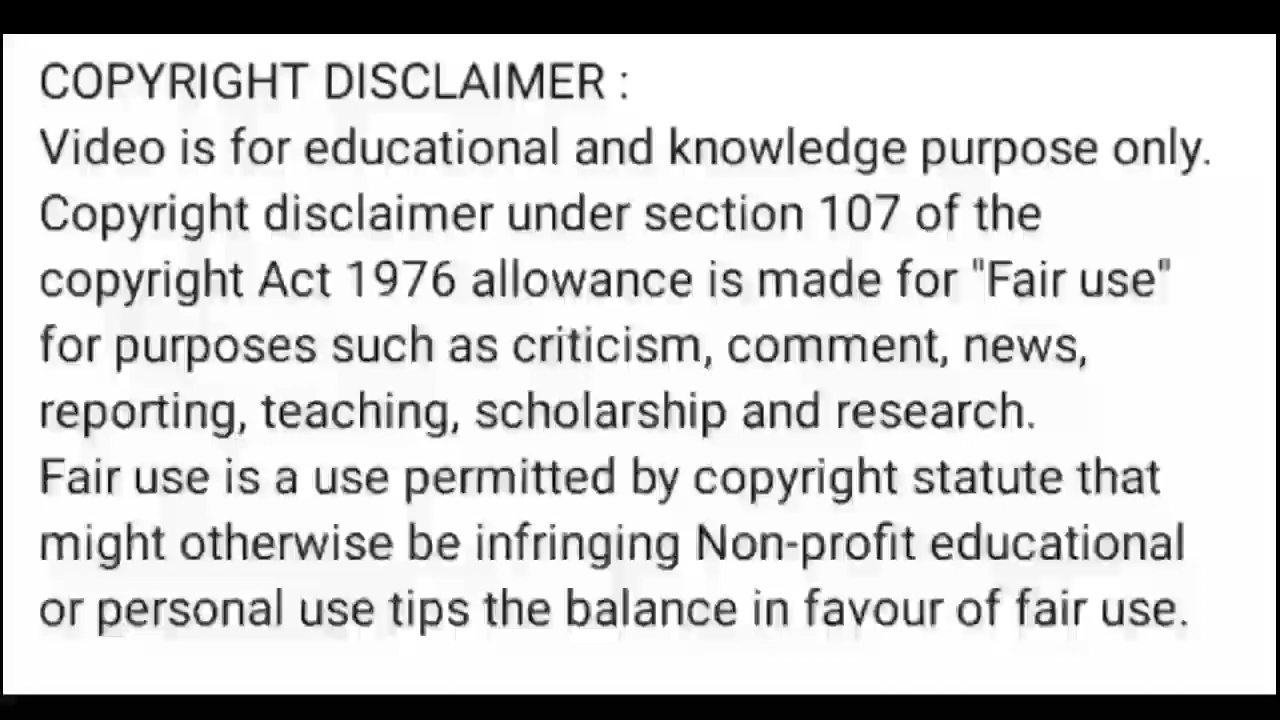 COPYRIGHT DISCLAIMER :
Video is for educational and knowledge purpose only.
Copyright disclaimer under section 107 of the
copyright Act 1976 allowance is made for "Fair use"
for purposes such as criticism, comment, news,
reporting, teaching, scholarship and research.
Fair use is a use permitted by copyright statute that
might otherwise be infringing Non-profit educational
or personal use tips the balance in favour of fair use.